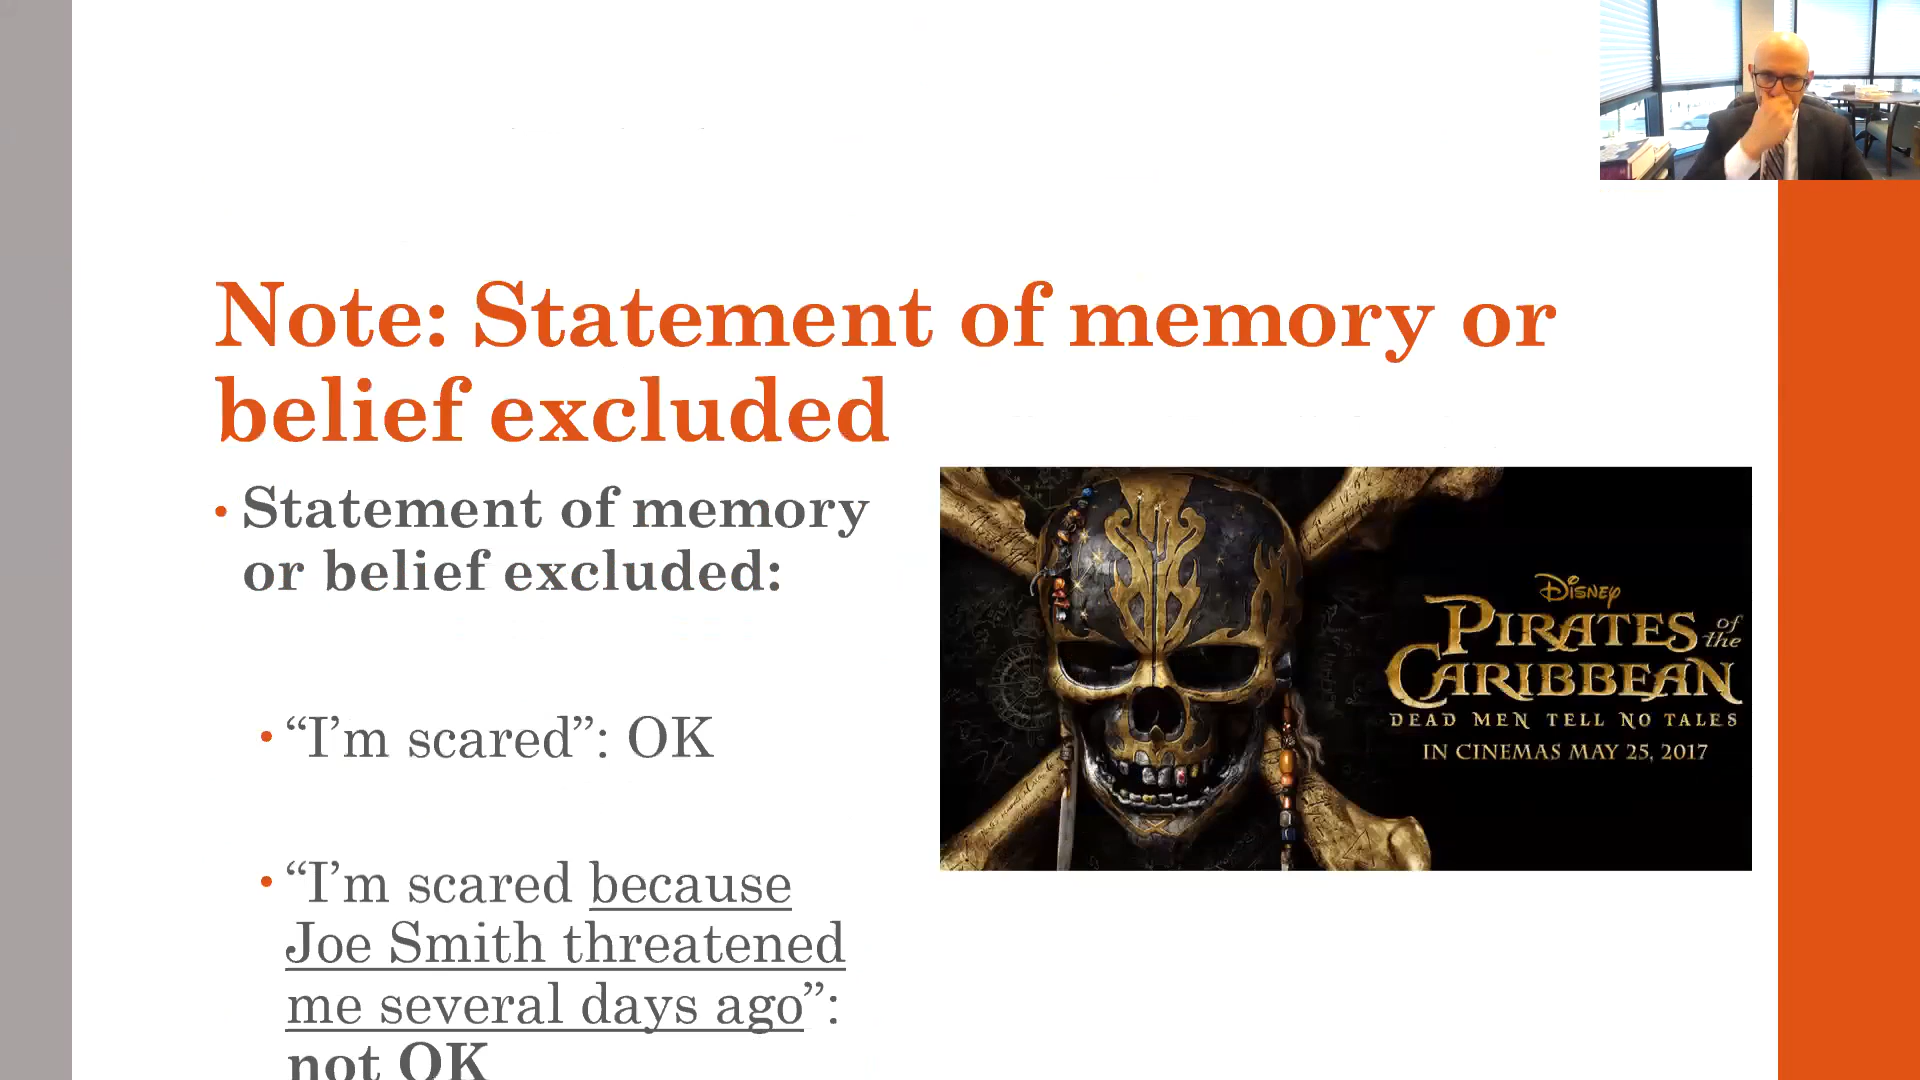 Note: Statement of memory or
belief excluded
• Statement of memory
or belief excluded:
• “I’m scared”: OK
• “I’m scared because
Joe Smith threatened
me several days ago”:
not OK
Disney
PIRATES of the
CARIBBEAN
DEAD MEN TELL NO TALES
IN CINEMAS MAY 25, 2017